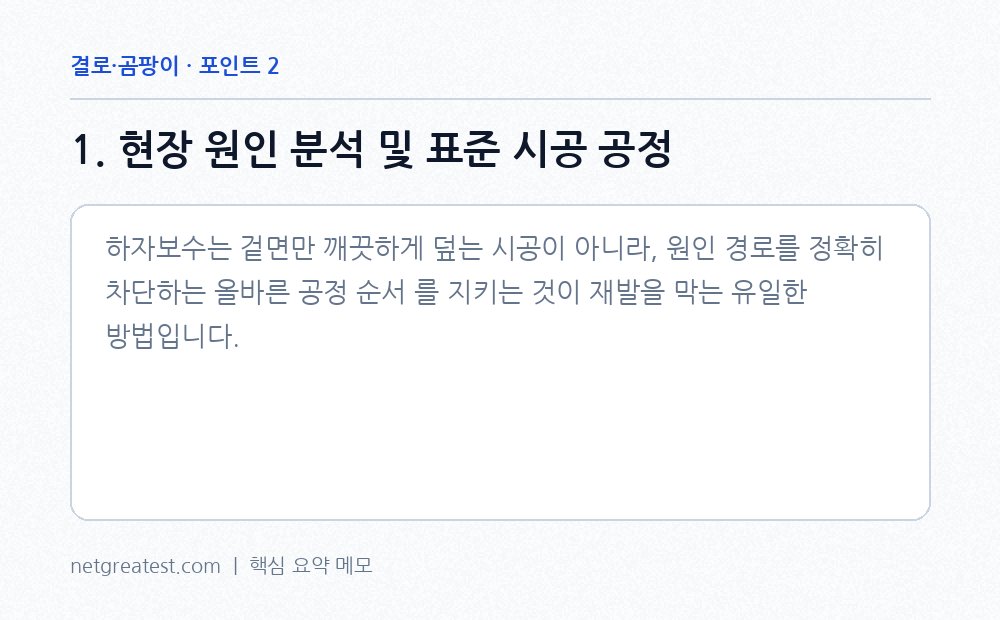 결로·곰팡이 · 포인트 2
1. 현장 원인 분석 및 표준 시공 공정
하자보수는 겉면만 깨끗하게 덮는 시공이 아니라, 원인 경로를 정확히
차단하는 올바른 공정 순서 를 지키는 것이 재발을 막는 유일한
방법입니다.
netgreatest.com | 핵심 요약 메모